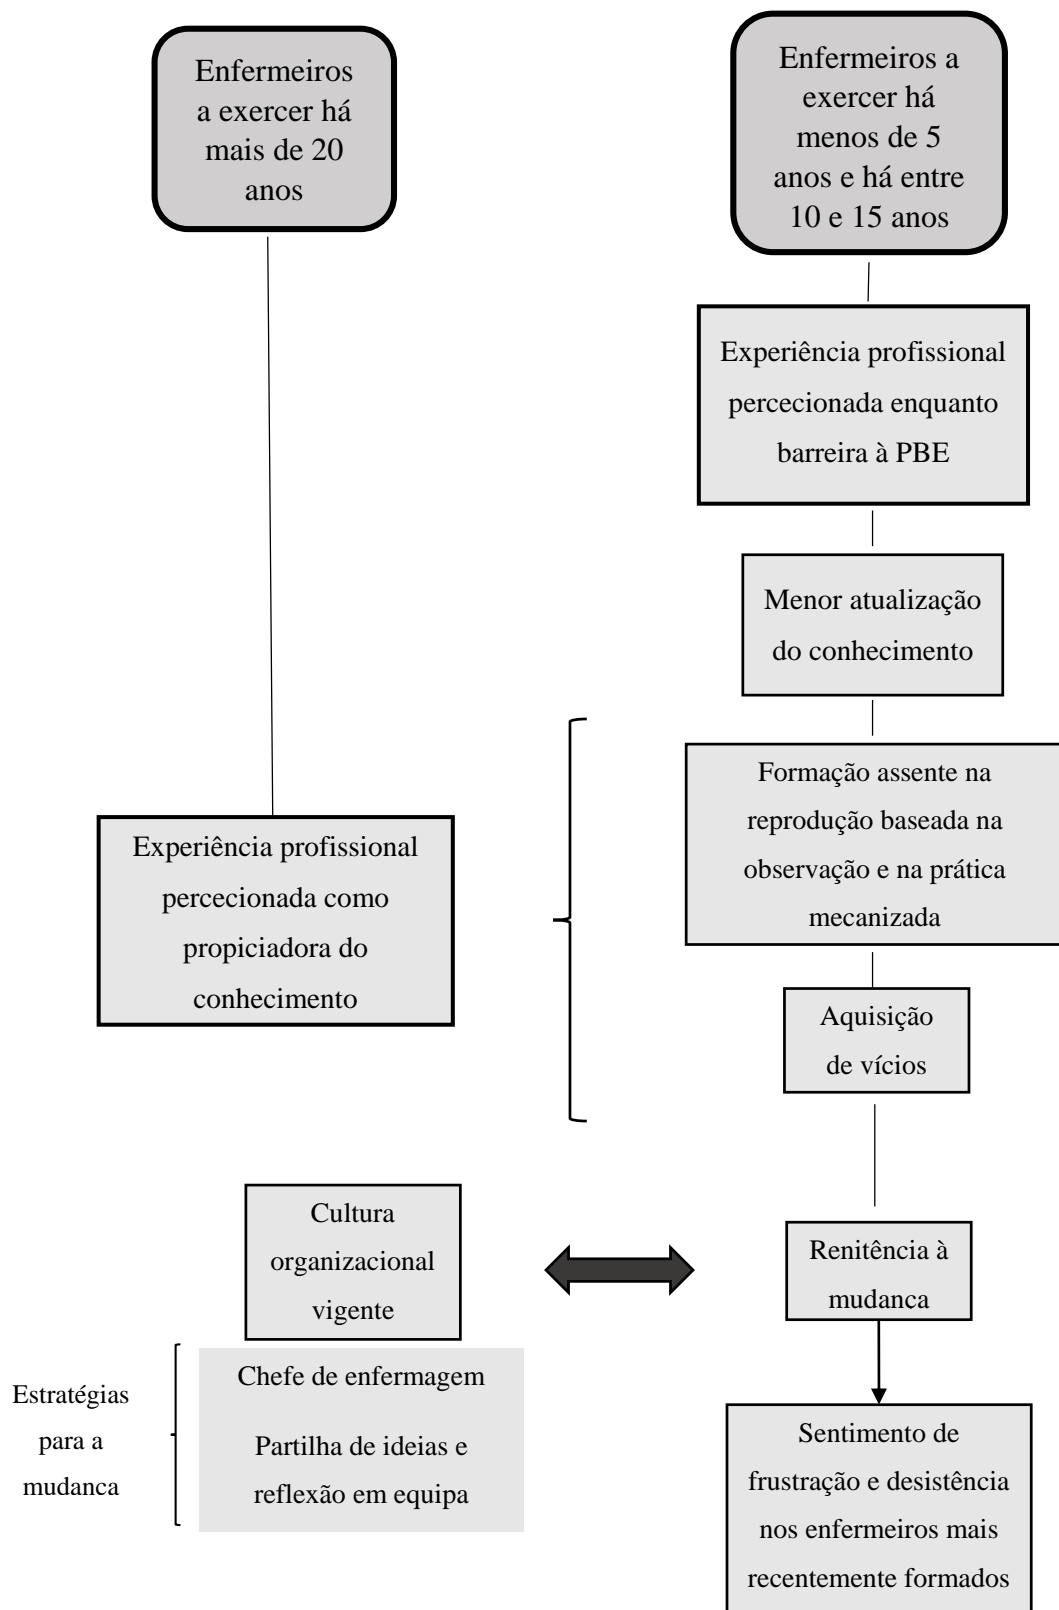 Enfermeiros
a exercer há
mais de 20
anos
Enfermeiros a
exercer há
menos de 5
anos e há entre
10 e 15 anos
Experiência profissional
percecionada enquanto
barreira à PBE
Menor atualização
do conhecimento
Formação assente na
reprodução baseada na
observação e na prática
mecanizada
Experiência profissional
percecionada como
propiciadora do
conhecimento
Aquisição
de vícios
Cultura
organizacional
vigente
Renitência à
mudanca
Estratégias
para a
mudanca
Chefe de enfermagem
Partilha de ideias e
reflexão em equipa
Sentimento de
frustração e desistência
nos enfermeiros mais
recentemente formados